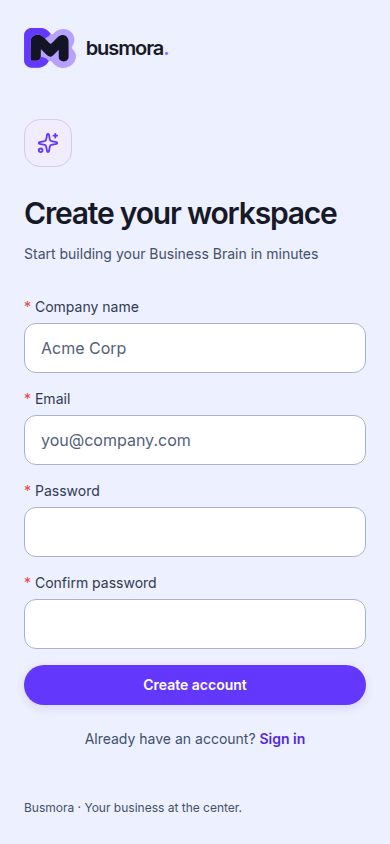 busmora.
Create your workspace
Start building your Business Brain in minutes
* Company name
Acme Corp
* Email
you@company.com
* Password
* Confirm password
Create account
Already have an account? Sign in
Busmora · Your business at the center.